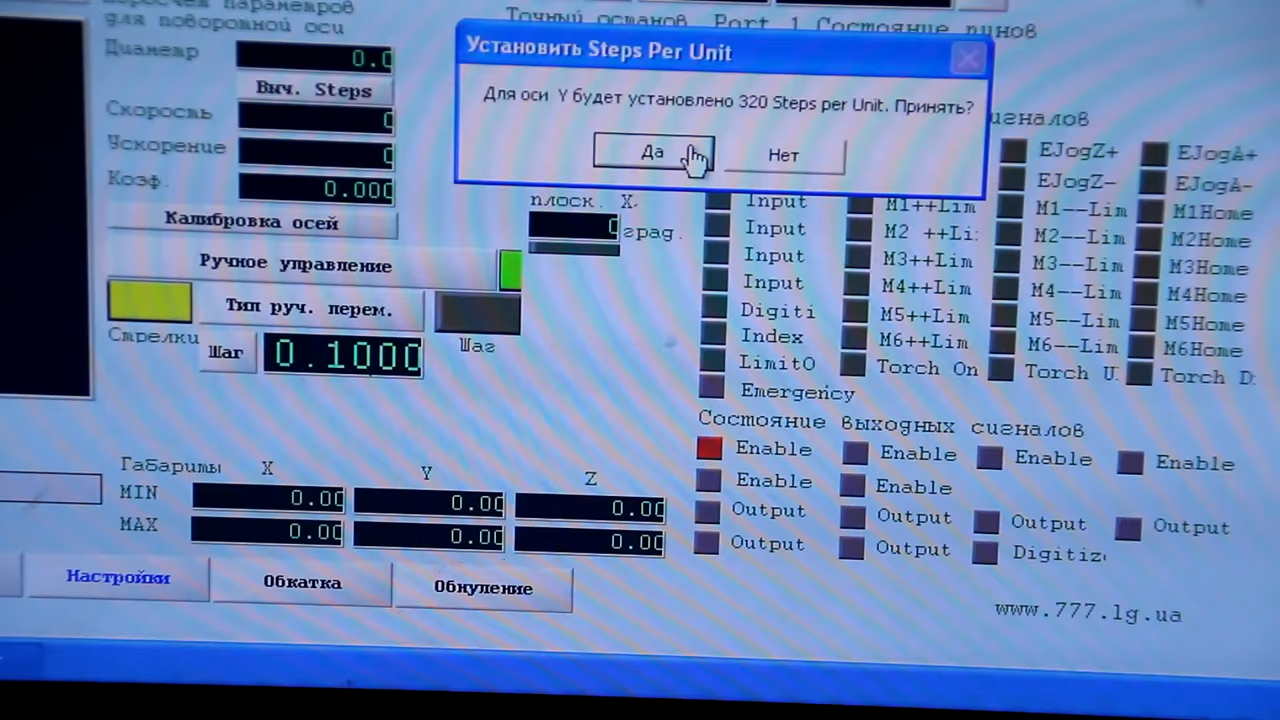 параметров
для поворотной оси
Диаметр 0.0
Выч. Steps
Скорость 0
Ускорение 0
Коэф. 0.000
Калибровка осей
Ручное управление
Тип руч. перем.
Стрелки
Шаг 0.1000
Шаг
Точный останов Port 1 Состояние пинов
Установить Steps Per Unit
Для оси Y будет установлено 320 Steps per Unit. Принять?
Да Нет
плоск. X,
0 град.
EJogZ+ EJogA+
EJogZ- EJogA-
Input M1++Lim M1--Lim M1Home
Input M2 ++Li: M2--Lim M2Home
Input M3++Lim M3--Lim M3Home
Input M4++Lim M4--Lim M4Home
Digiti M5++Lim M5--Lim M5Home
Index M6++Lim M6--Lim M6Home
LimitO Torch On Torch U. Torch D:
Emergency
Состояние выходных сигналов
Enable Enable Enable Enable
Enable Enable
Output Output Output Output
Output Output Digitiz
Габариты X Y Z
MIN 0.00 0.00 0.00
MAX 0.00 0.00 0.00
Настройки Обкатка Обнуление
www.777.lg.ua